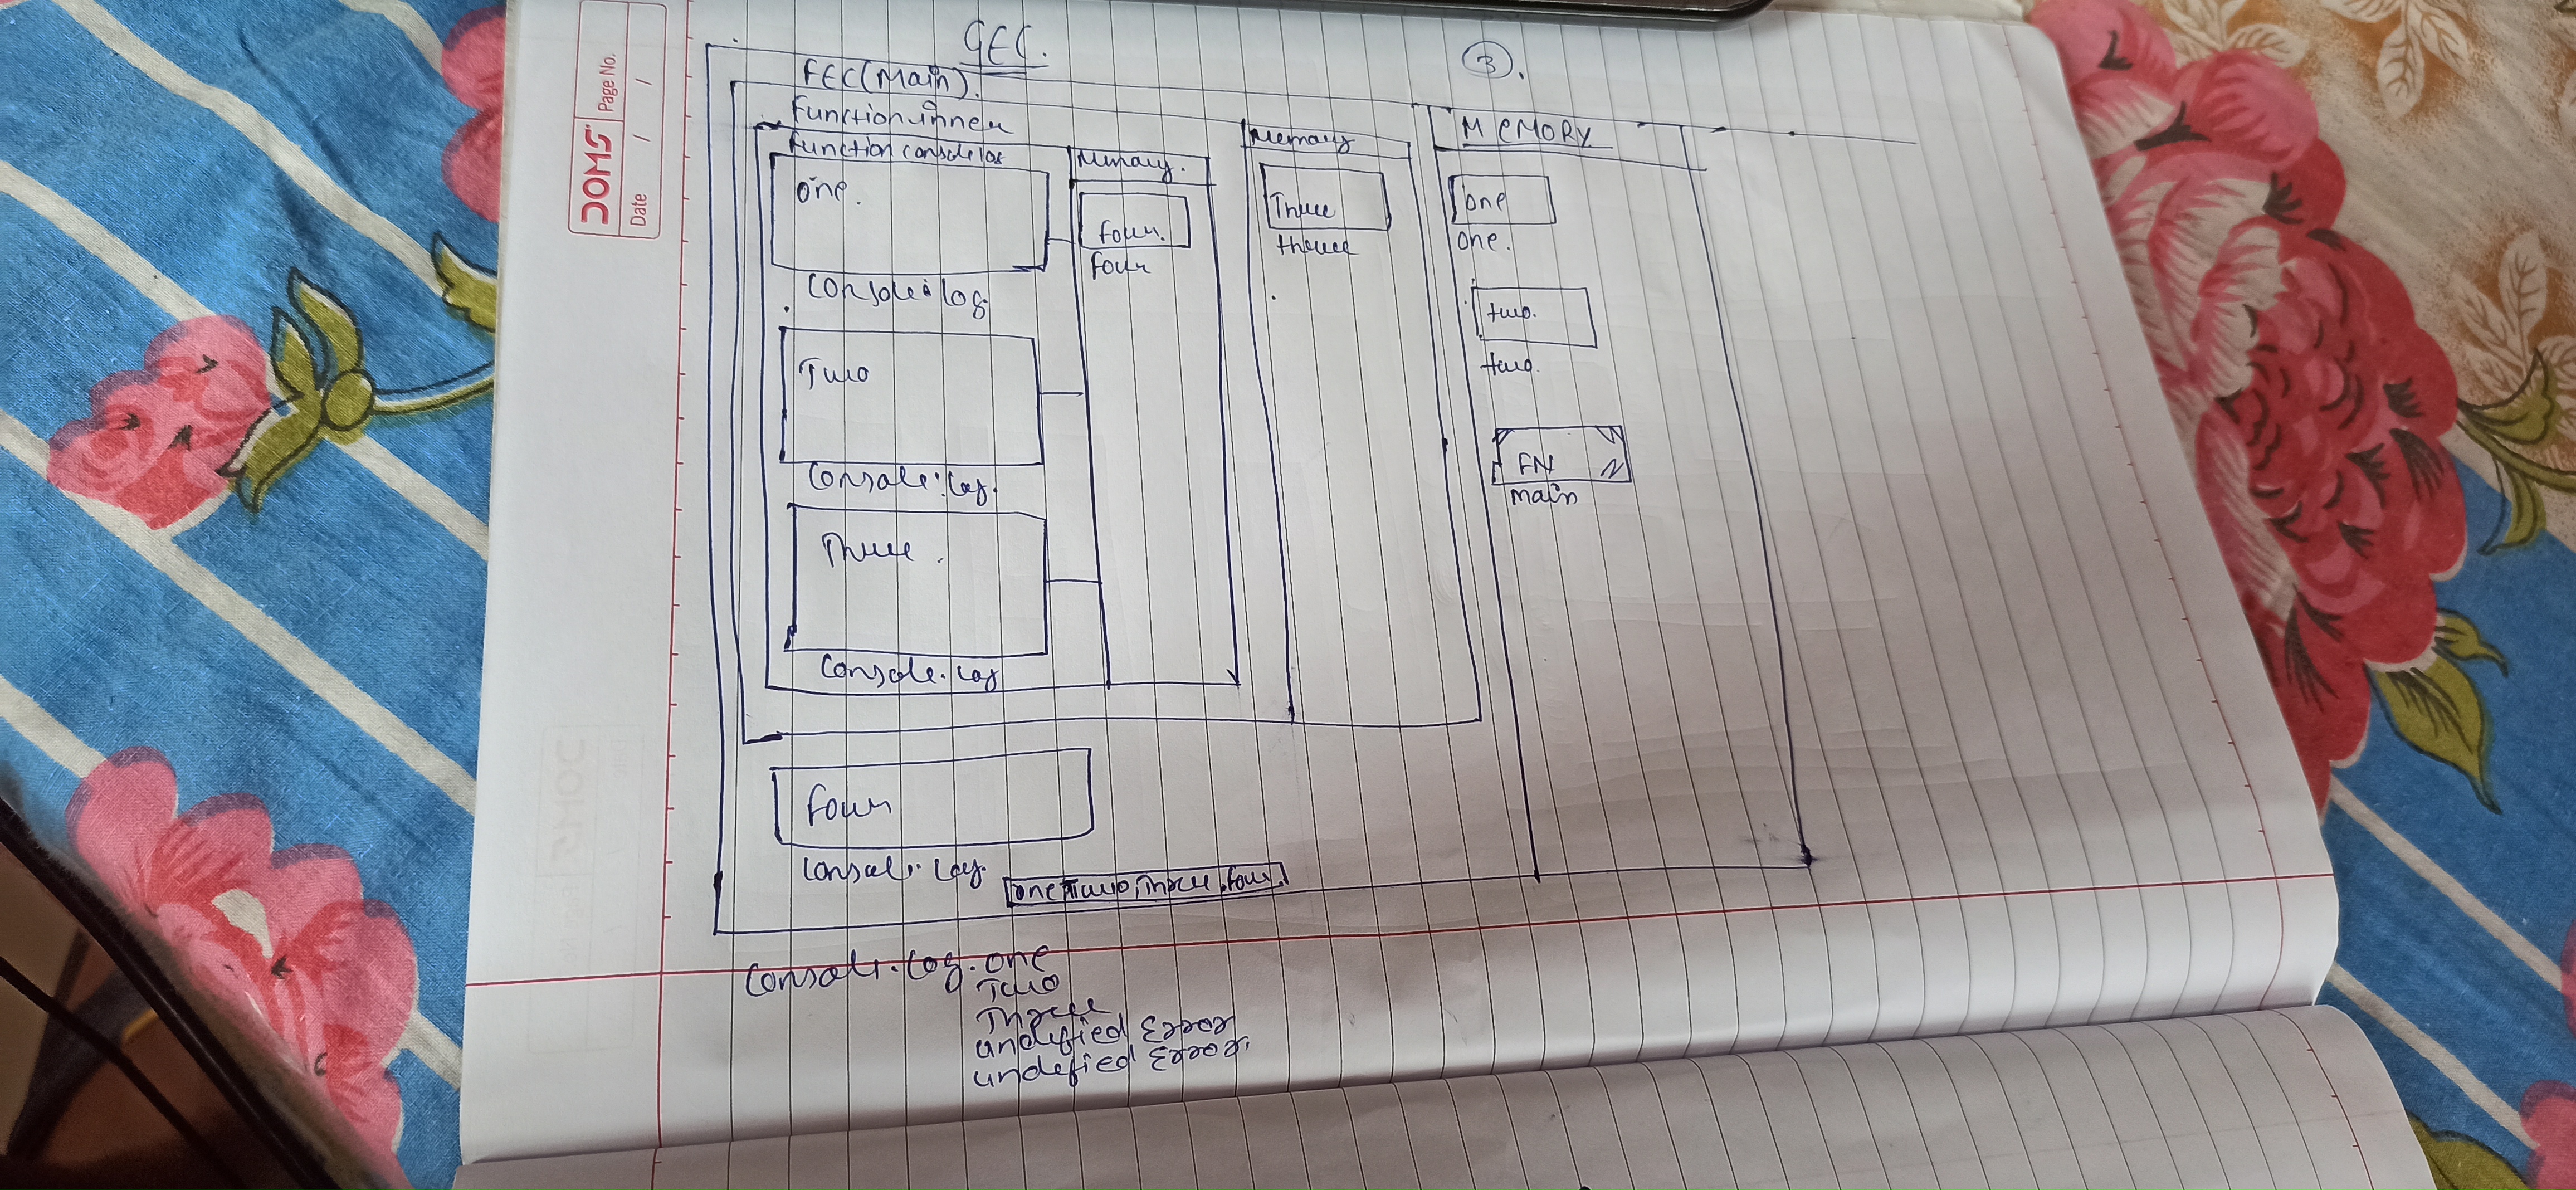 DOMS
Page No.
Date / /
GEC.
3.
FEC(Main).
Function inner
function console log
Memory.
Memory
MEMORY
one.
four.
four
Three
three
one
one.
console.log
two.
two.
Two
console.log.
FN
main
Three.
console.log
four
console.log.
one, Two, Three, four.
console.log. one
Two
Three
undefied Error
undefied Error.